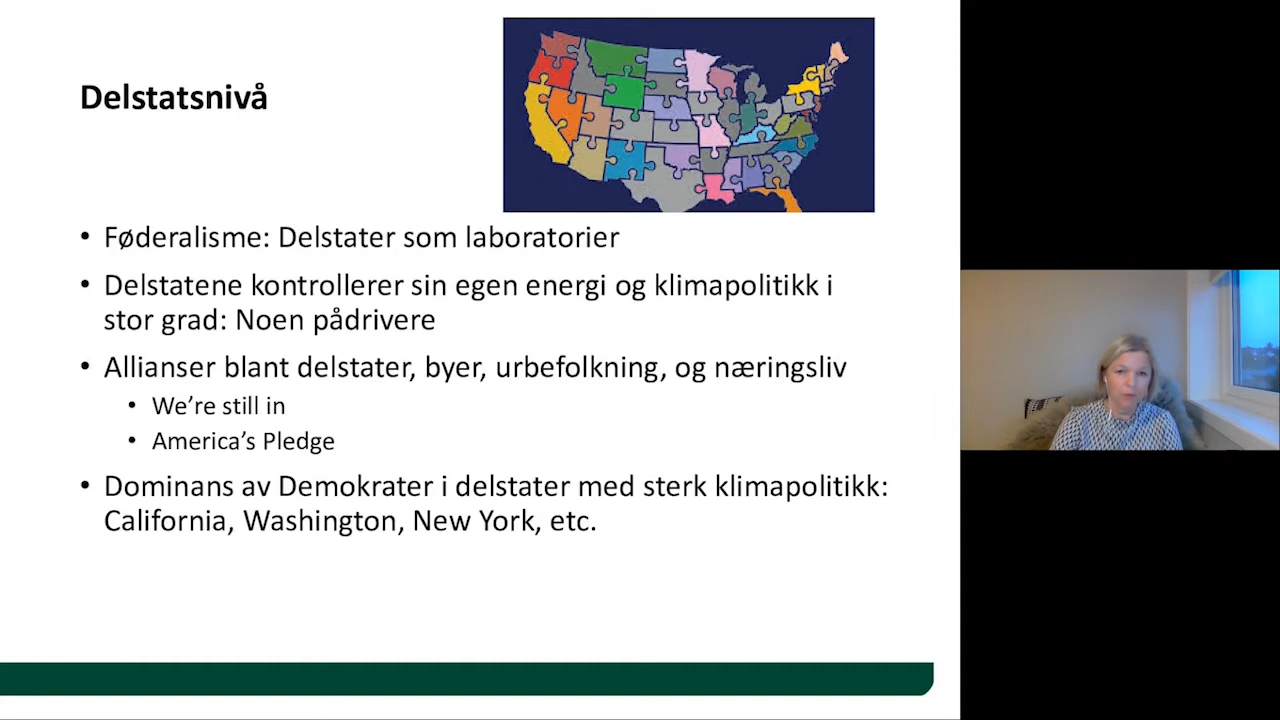 Delstatsnivå
• Føderalisme: Delstater som laboratorier
• Delstatene kontrollerer sin egen energi og klimapolitikk i
stor grad: Noen pådrivere
• Allianser blant delstater, byer, urbefolkning, og næringsliv
• We’re still in
• America’s Pledge
• Dominans av Demokrater i delstater med sterk klimapolitikk:
California, Washington, New York, etc.